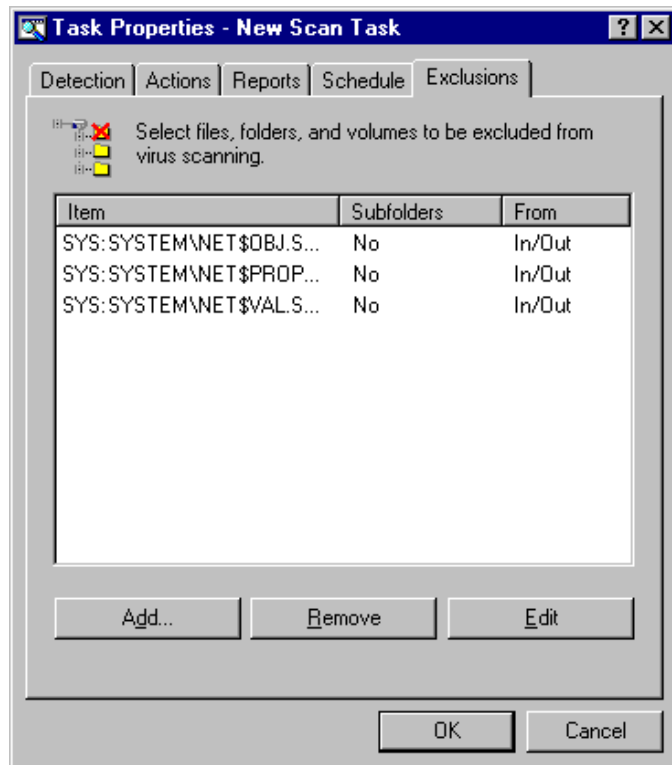 Task Properties - New Scan Task
Detection Actions Reports Schedule Exclusions
Select files, folders, and volumes to be excluded from
virus scanning.
Item Subfolders From
SYS:SYSTEM\NET$OBJ.S... No In/Out
SYS:SYSTEM\NET$PROP... No In/Out
SYS:SYSTEM\NET$VAL.S... No In/Out
Add... Remove Edit
OK Cancel